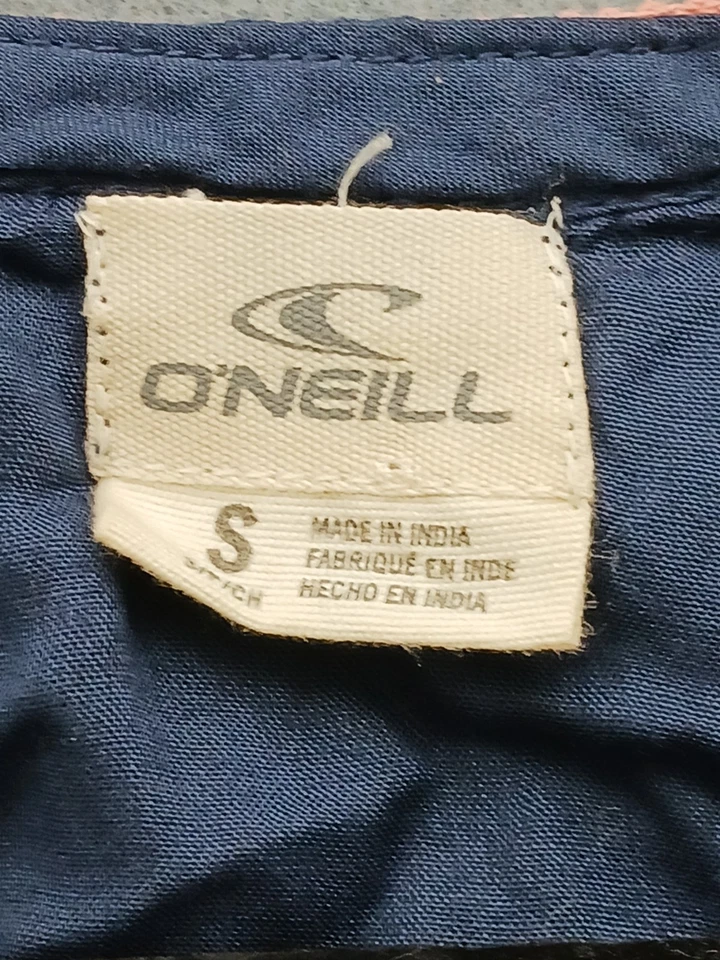 O'NEILL
S
MADE IN INDIA
FABRIQUÉ EN INDE
HECHO EN INDIA